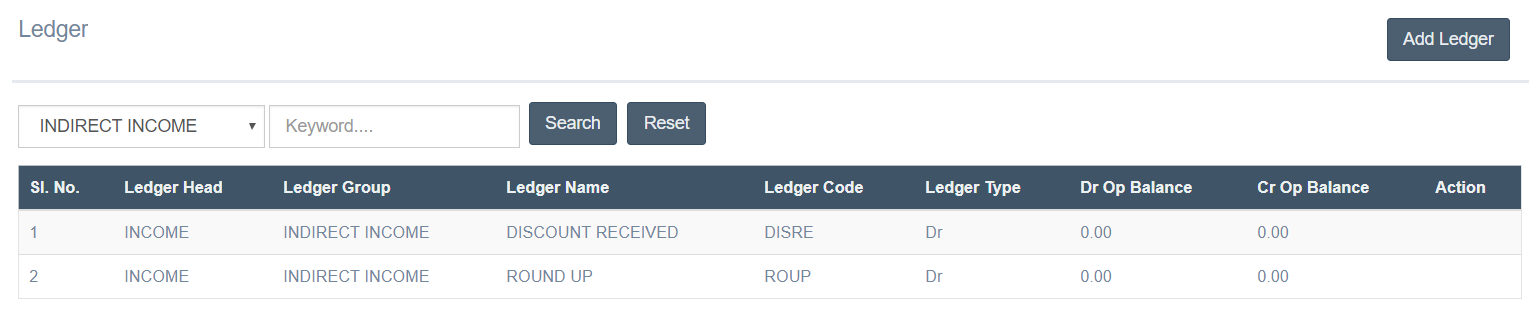 Ledger
Add Ledger
INDIRECT INCOME Keyword.... Search Reset
Sl. No. Ledger Head Ledger Group Ledger Name Ledger Code Ledger Type Dr Op Balance Cr Op Balance Action
1 INCOME INDIRECT INCOME DISCOUNT RECEIVED DISRE Dr 0.00 0.00
2 INCOME INDIRECT INCOME ROUND UP ROUP Dr 0.00 0.00